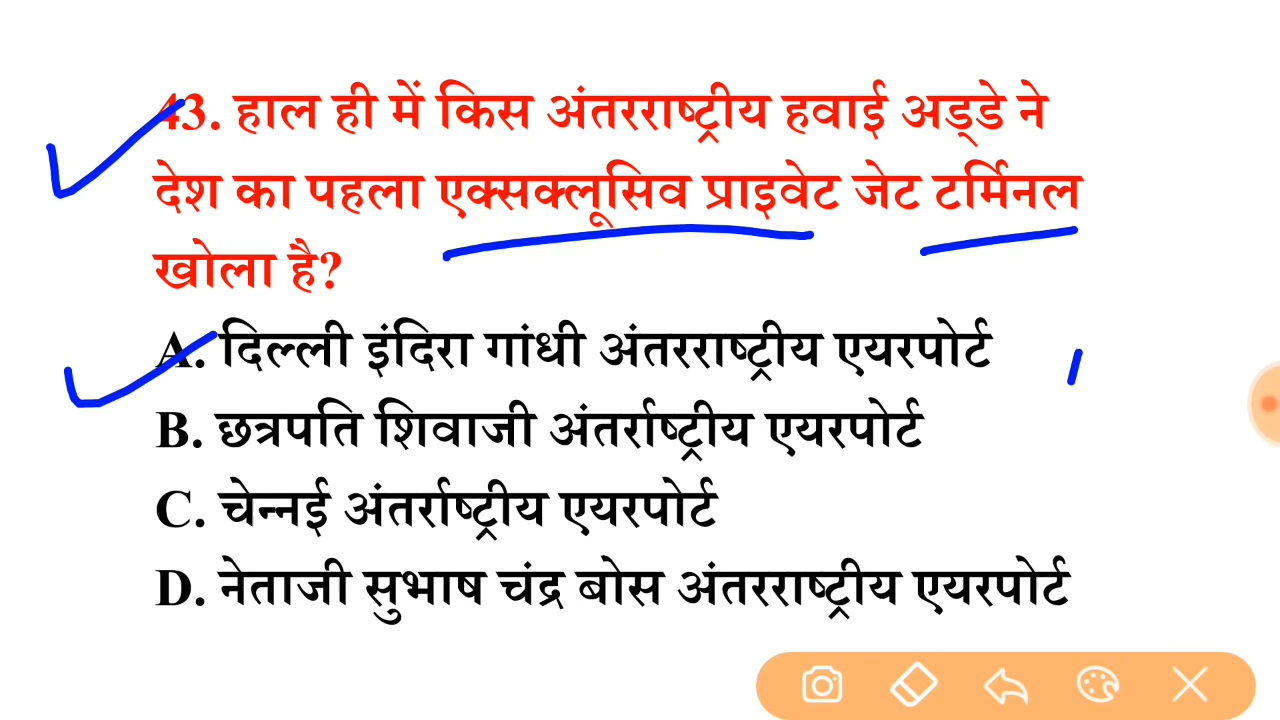 43. हाल ही में किस अंतरराष्ट्रीय हवाई अड्डे ने
देश का पहला एक्सक्लूसिव प्राइवेट जेट टर्मिनल
खोला है?
A. दिल्ली इंदिरा गांधी अंतरराष्ट्रीय एयरपोर्ट
B. छत्रपति शिवाजी अंतर्राष्ट्रीय एयरपोर्ट
C. चेन्नई अंतर्राष्ट्रीय एयरपोर्ट
D. नेताजी सुभाष चंद्र बोस अंतरराष्ट्रीय एयरपोर्ट